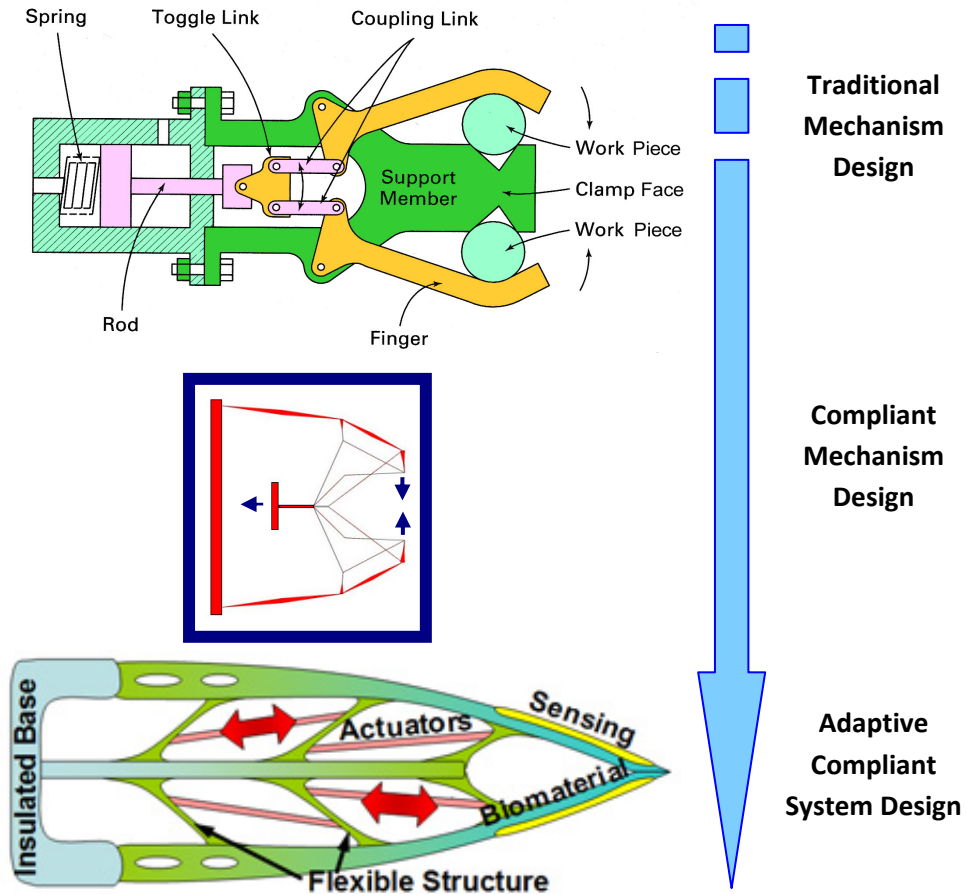 Spring
Toggle Link
Coupling Link
Work Piece
Support
Member
Clamp Face
Work Piece
Rod
Finger
Traditional
Mechanism
Design
Compliant
Mechanism
Design
Insulated Base
Actuators
Sensing
Biomaterial
Flexible Structure
Adaptive
Compliant
System Design